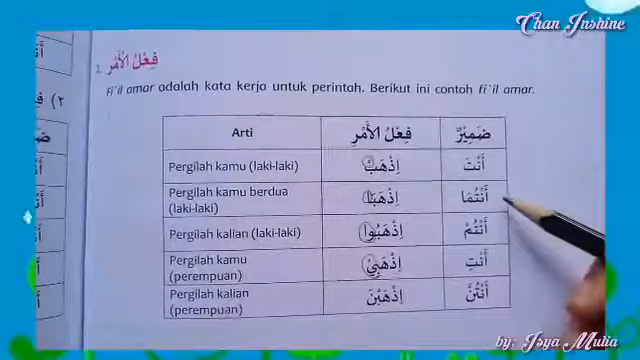 Chan Inshine
2. فِعْلُ الْأَمْرِ
Fi'il amar adalah kata kerja untuk perintah. Berikut ini contoh fi'il amar.
Arti فِعْلُ الْأَمْرِ ضَمِيْرٌ
Pergilah kamu (laki-laki) اِذْهَبْ أَنْتَ
Pergilah kamu berdua (laki-laki) اِذْهَبَا أَنْتُمَا
Pergilah kalian (laki-laki) اِذْهَبُوا أَنْتُمْ
Pergilah kamu (perempuan) اِذْهَبِيْ أَنْتِ
Pergilah kalian (perempuan) اِذْهَبْنَ أَنْتُنَّ
by: Isya Mulia